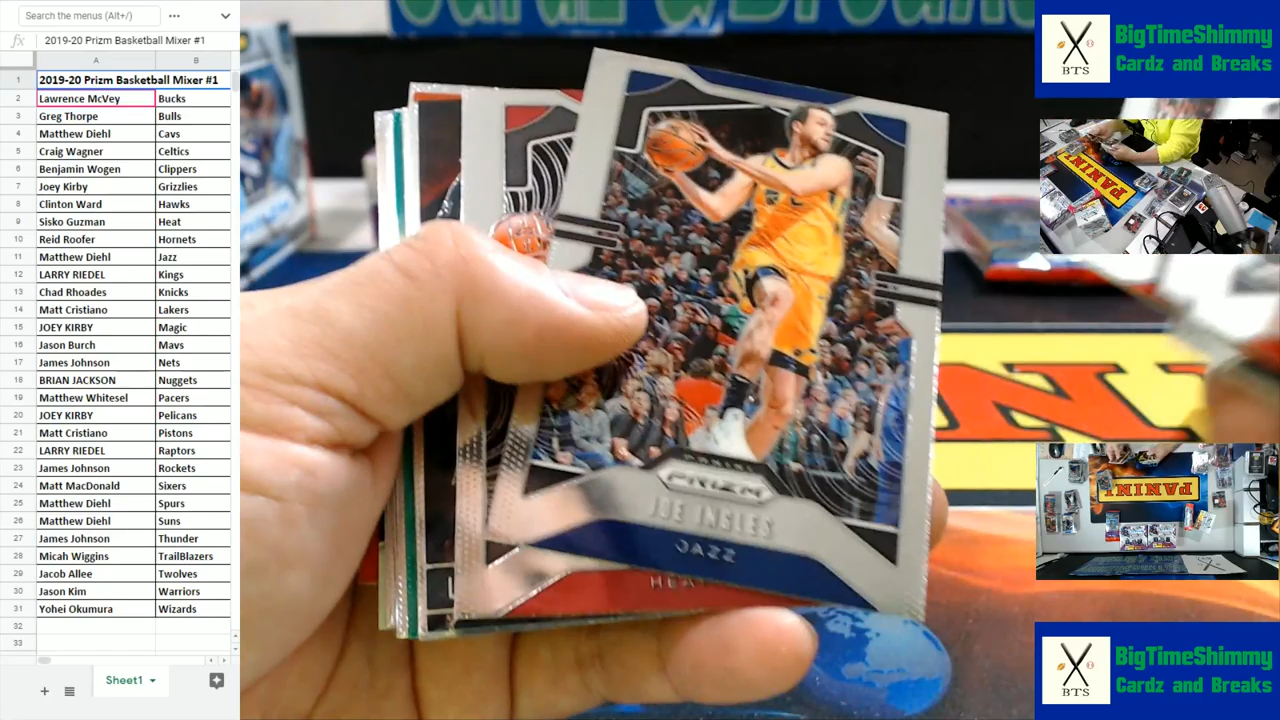 Search the menus (Alt+/)
fx 2019-20 Prizm Basketball Mixer #1
A B
1 2019-20 Prizm Basketball Mixer #1
2 Lawrence McVey Bucks
3 Greg Thorpe Bulls
4 Matthew Diehl Cavs
5 Craig Wagner Celtics
6 Benjamin Wogen Clippers
7 Joey Kirby Grizzlies
8 Clinton Ward Hawks
9 Sisko Guzman Heat
10 Reid Roofer Hornets
11 Matthew Diehl Jazz
12 LARRY RIEDEL Kings
13 Chad Rhoades Knicks
14 Matt Cristiano Lakers
15 JOEY KIRBY Magic
16 Jason Burch Mavs
17 James Johnson Nets
18 BRIAN JACKSON Nuggets
19 Matthew Whitesel Pacers
20 JOEY KIRBY Pelicans
21 Matt Cristiano Pistons
22 LARRY RIEDEL Raptors
23 James Johnson Rockets
24 Matt MacDonald Sixers
25 Matthew Diehl Spurs
26 Matthew Diehl Suns
27 James Johnson Thunder
28 Micah Wiggins TrailBlazers
29 Jacob Allee Twolves
30 Jason Kim Warriors
31 Yohei Okumura Wizards
32
33
Sheet1
PANINI
PRIZM
JOE INGLES
JAZZ
HEAT
BTS
BigTimeShimmy
Cardz and Breaks
PANINI
PANINI
BTS
BigTimeShimmy
Cardz and Breaks